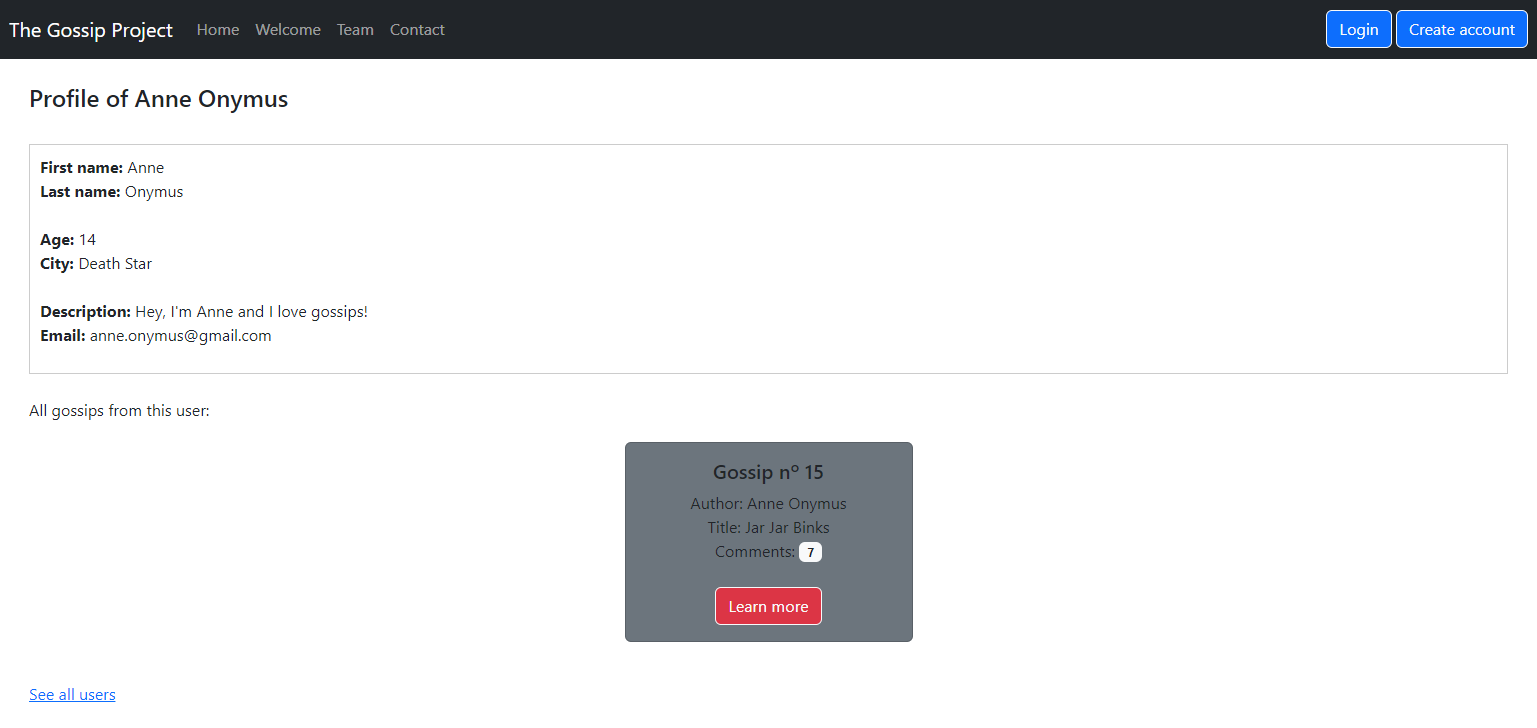 The Gossip Project Home Welcome Team Contact Login Create account
Profile of Anne Onymus
First name: Anne
Last name: Onymus
Age: 14
City: Death Star
Description: Hey, I'm Anne and I love gossips!
Email: anne.onymus@gmail.com
All gossips from this user:
Gossip nº 15
Author: Anne Onymus
Title: Jar Jar Binks
Comments: 7
Learn more
See all users